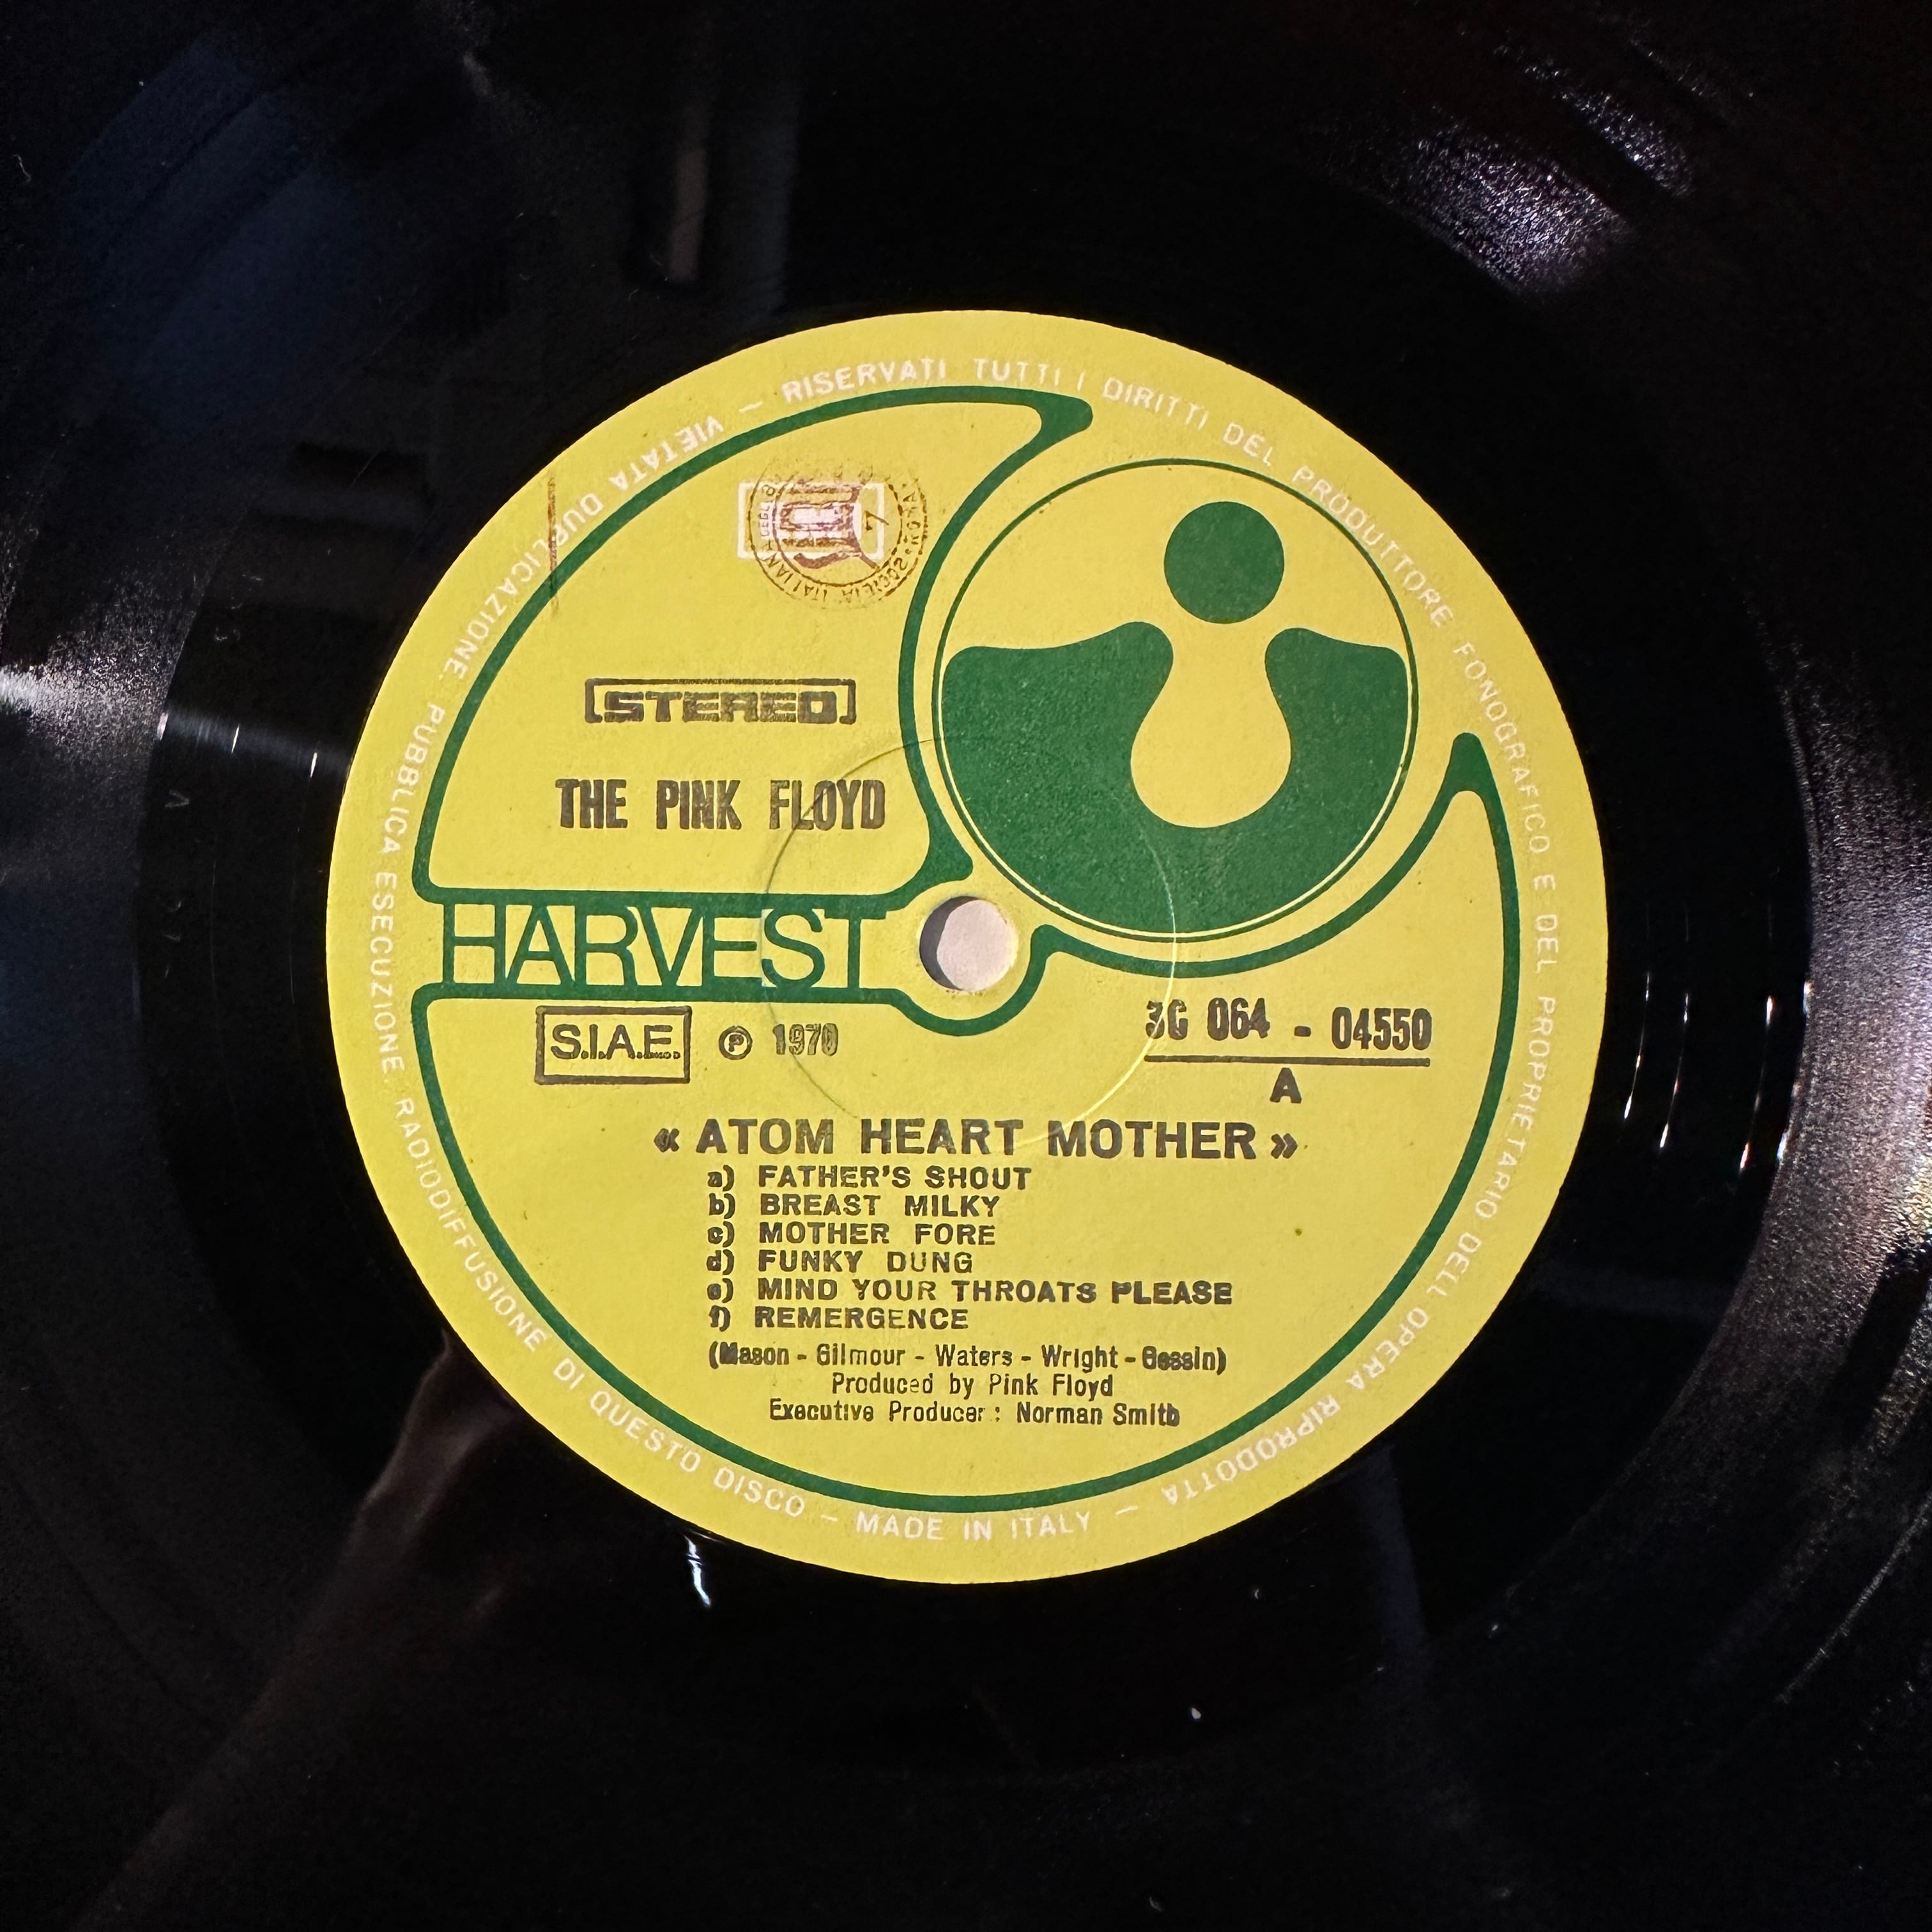 VIETATA DUPLICAZIONE. PUBBLICA ESECUZIONE. RADIODIFFUSIONE DI QUESTO DISCO – MADE IN ITALY –
RISERVATI TUTTI I DIRITTI DEL PRODUTTORE FONOGRAFICO E DEL PROPRIETARIO DELL OPERA RIPRODOTTA
STEREO
THE PINK FLOYD
HARVEST
S.I.A.E. ℗ 1970
3C 064 - 04550
A
« ATOM HEART MOTHER »
a) FATHER'S SHOUT
b) BREAST MILKY
c) MOTHER FORE
d) FUNKY DUNG
e) MIND YOUR THROATS PLEASE
f) REMERGENCE
(Mason - Gilmour - Waters - Wright - Gessin)
Produced by Pink Floyd
Executive Producer : Norman Smith